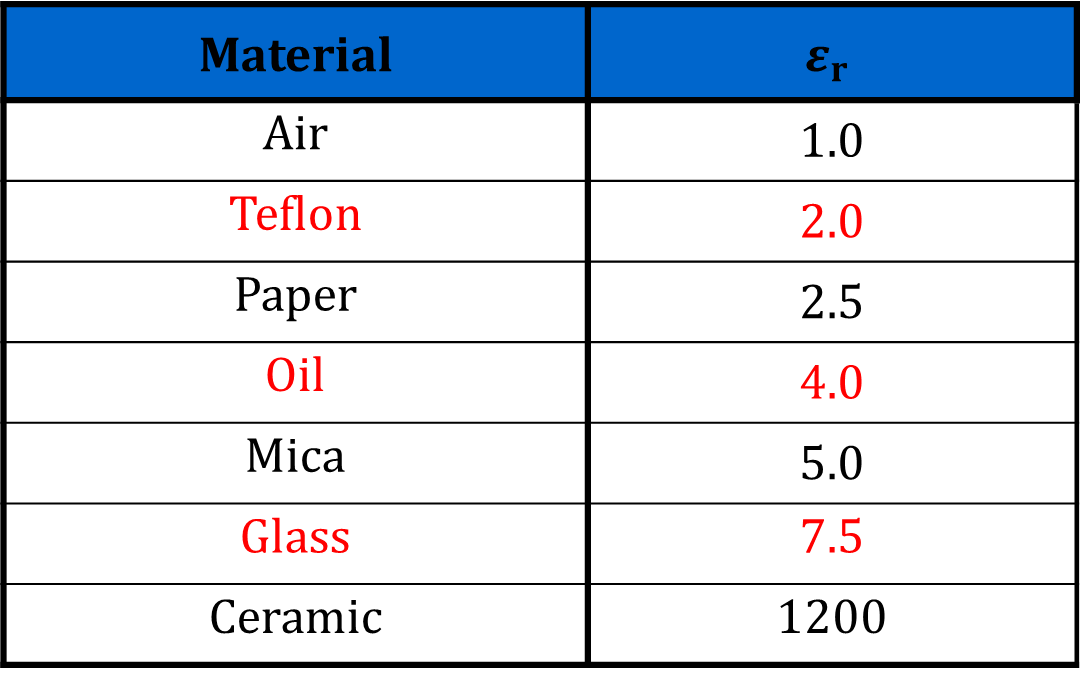 Material εr
Air 1.0
Teflon 2.0
Paper 2.5
Oil 4.0
Mica 5.0
Glass 7.5
Ceramic 1200